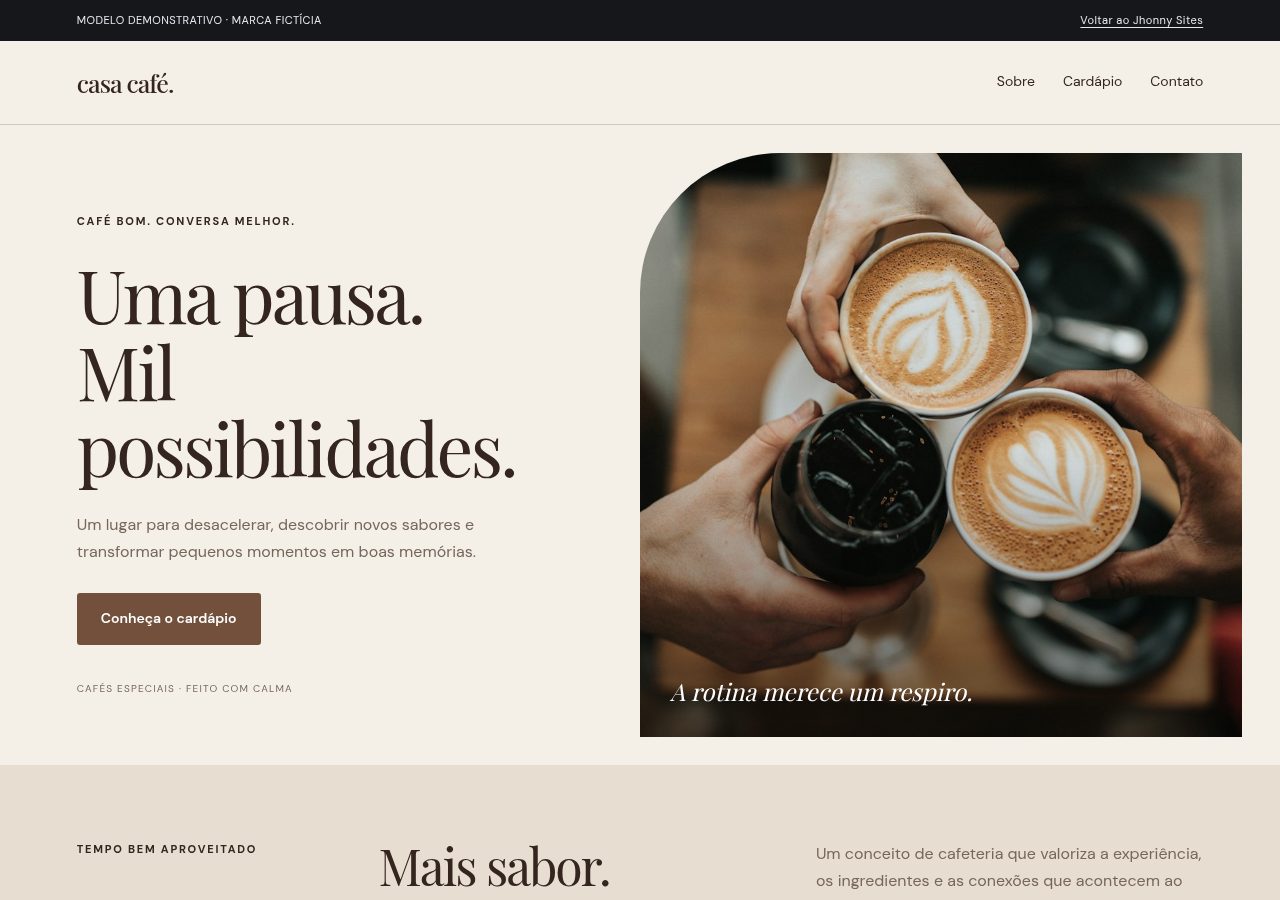 MODELO DEMONSTRATIVO · MARCA FICTÍCIA
Voltar ao Jhonny Sites
casa café.
Sobre
Cardápio
Contato
CAFÉ BOM. CONVERSA MELHOR.
Uma pausa.
Mil
possibilidades.
Um lugar para desacelerar, descobrir novos sabores e
transformar pequenos momentos em boas memórias.
Conheça o cardápio
CAFÉS ESPECIAIS · FEITO COM CALMA
A rotina merece um respiro.
TEMPO BEM APROVEITADO
Mais sabor.
Um conceito de cafeteria que valoriza a experiência,
os ingredientes e as conexões que acontecem ao